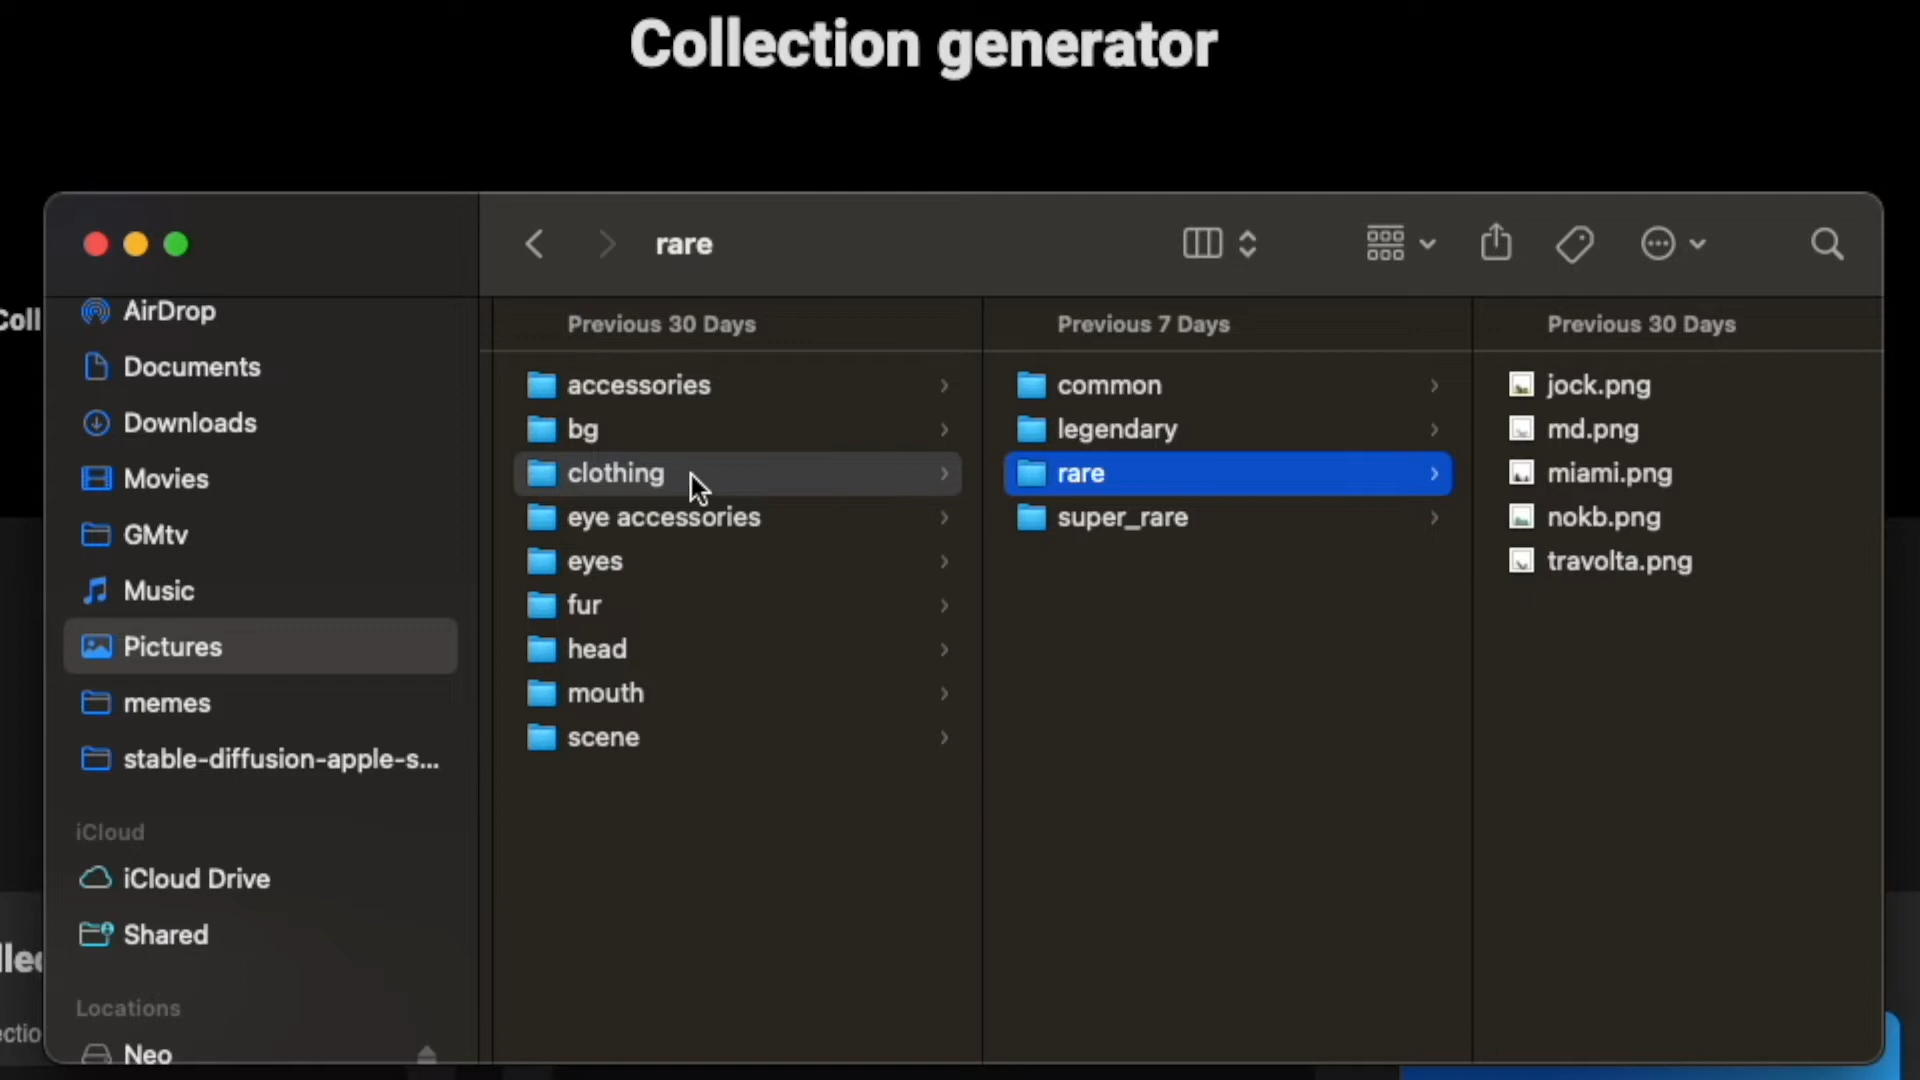 Collection generator
Coll
rare
AirDrop
Documents
Downloads
Movies
GMtv
Music
Pictures
memes
stable-diffusion-apple-s...
iCloud
iCloud Drive
Shared
Locations
Neo
Previous 30 Days
accessories
bg
clothing
eye accessories
eyes
fur
head
mouth
scene
Previous 7 Days
common
legendary
rare
super_rare
Previous 30 Days
jock.png
md.png
miami.png
nokb.png
travolta.png